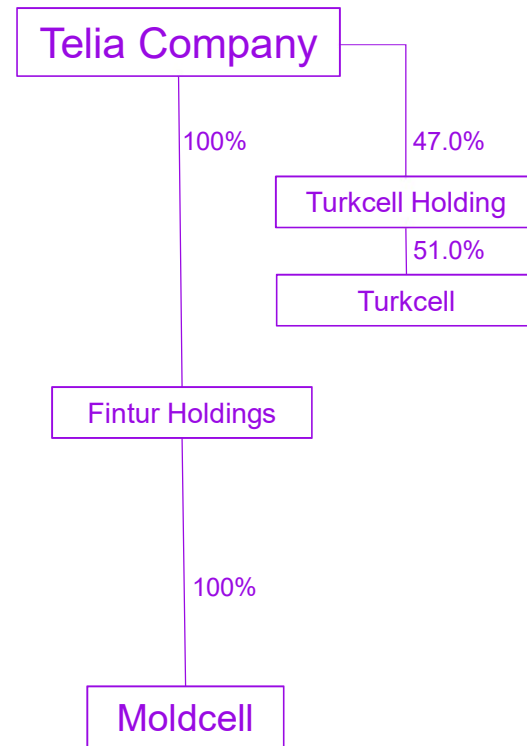 Telia Company
100%
47.0%
Turkcell Holding
51.0%
Turkcell
Fintur Holdings
100%
Moldcell